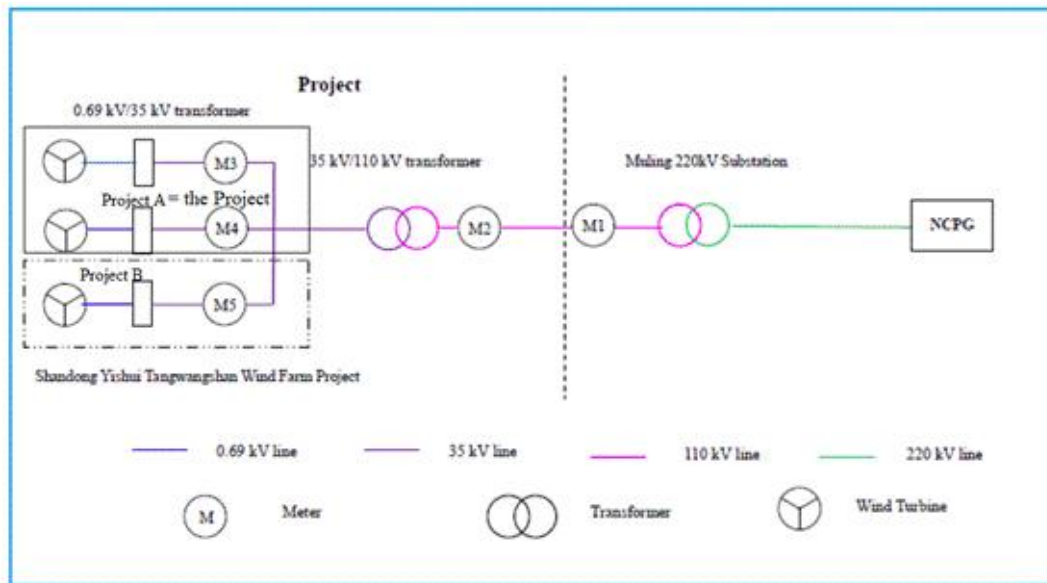 Project
0.69 kV/35 kV transformer
35 kV/110 kV transformer
Muling 220kV Substation
M3
Project A = the Project
M4
M2
M1
NCPG
Project B
M5
Shandong Yishui Tangwangshan Wind Farm Project
0.69 kV line
35 kV line
110 kV line
220 kV line
M
Meter
Transformer
Wind Turbine